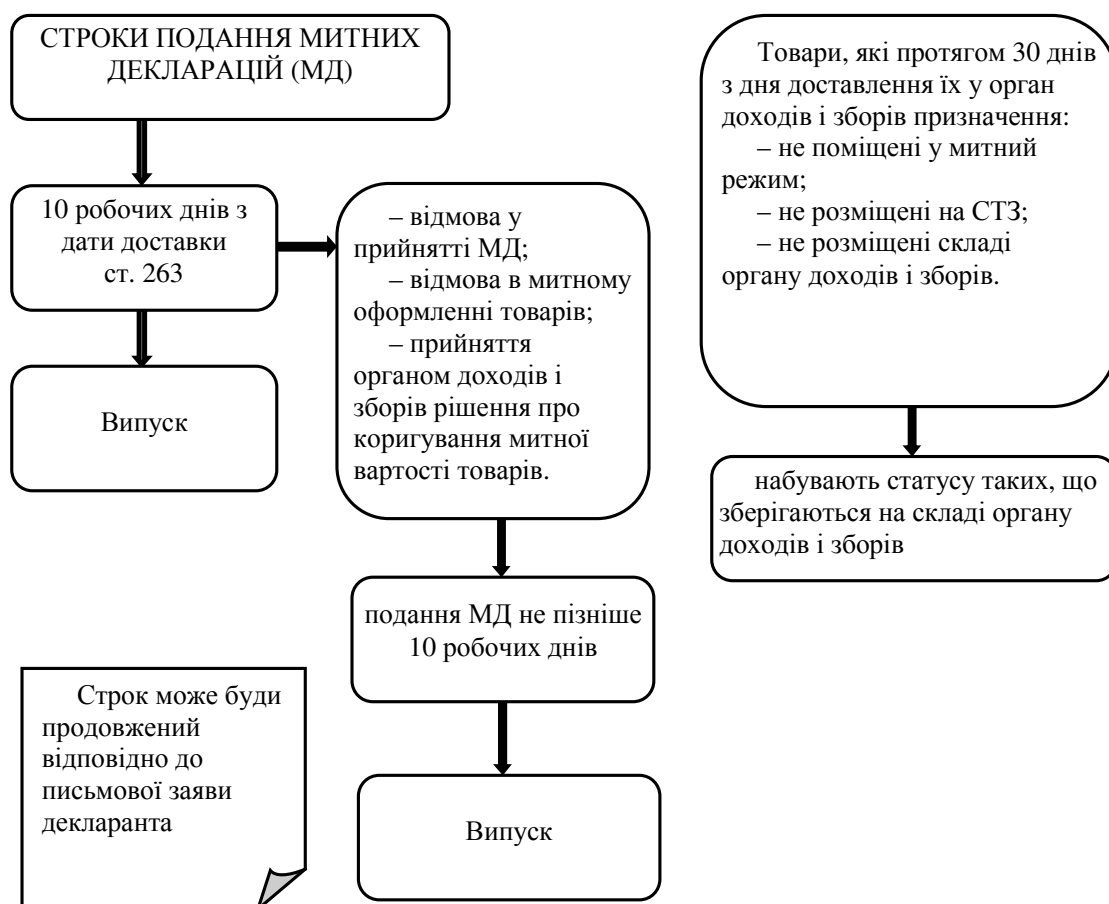 СТРОКИ ПОДАННЯ МИТНИХ
ДЕКЛАРАЦІЙ (МД)
10 робочих днів з
дати доставки
ст. 263
Випуск
– відмова у
прийнятті МД;
– відмова в митному
оформленні товарів;
– прийняття
органом доходів і
зборів рішення про
коригування митної
вартості товарів.
подання МД не пізніше
10 робочих днів
Випуск
Строк може буди
продовжений
відповідно до
письмової заяви
декларанта
Товари, які протягом 30 днів
з дня доставлення їх у орган
доходів і зборів призначення:
– не поміщені у митний
режим;
– не розміщені на СТЗ;
– не розміщені складі
органу доходів і зборів.
набувають статусу таких, що
зберігаються на складі органу
доходів і зборів